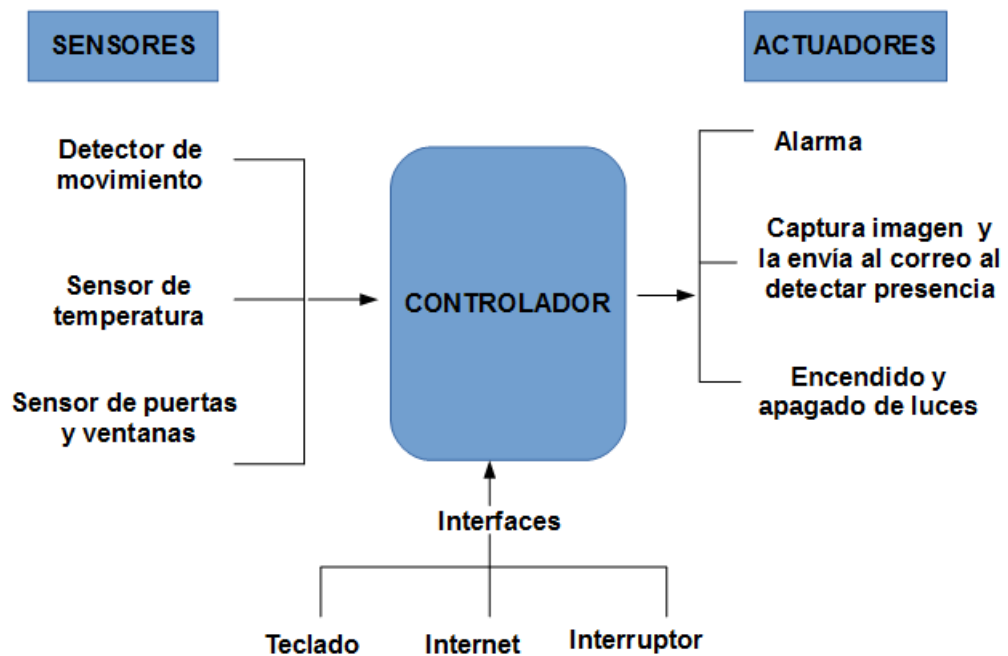 SENSORES
ACTUADORES
Detector de
movimiento
Sensor de
temperatura
Sensor de puertas
y ventanas
CONTROLADOR
Alarma
Captura imagen y
la envía al correo al
detectar presencia
Encendido y
apagado de luces
Interfaces
Teclado
Internet
Interruptor